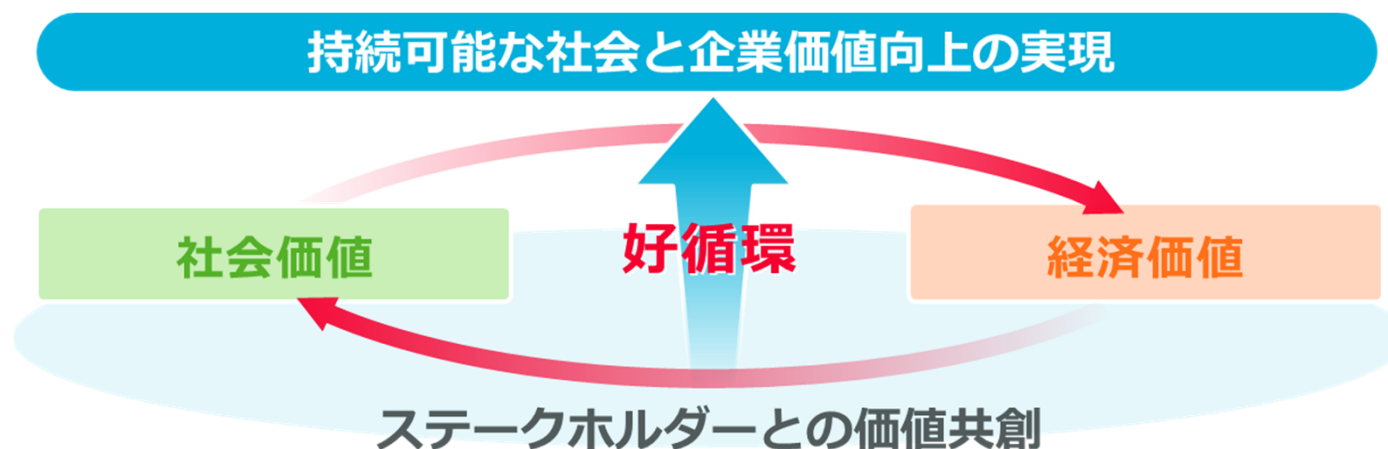 持続可能な社会と企業価値向上の実現
社会価値
好循環
経済価値
ステークホルダーとの価値共創